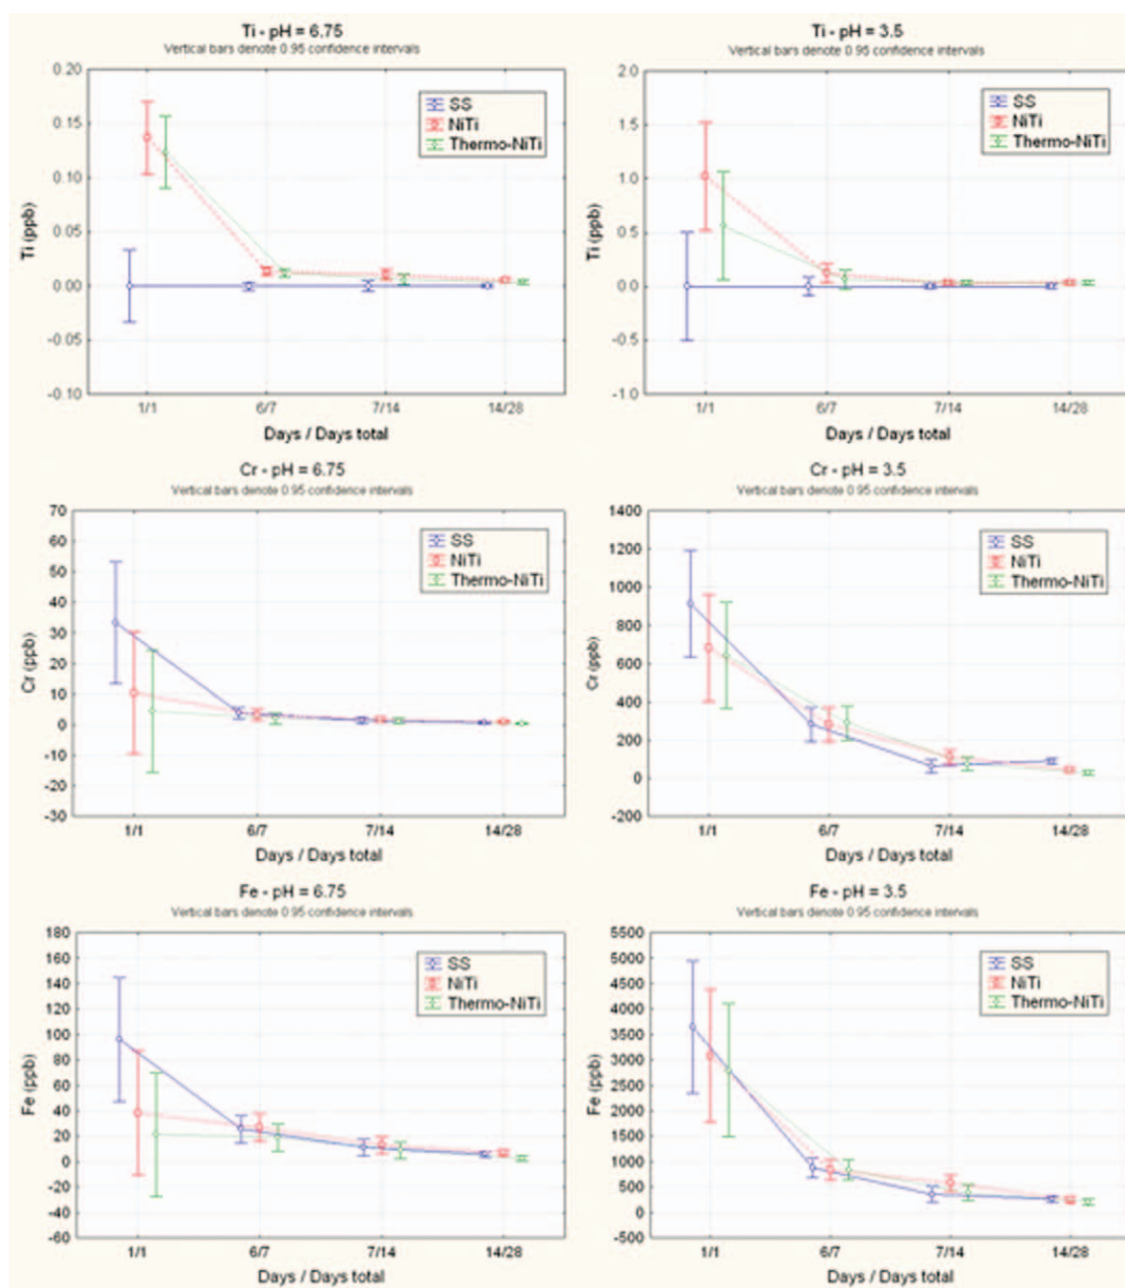 Ti - pH = 6.75
Vertical bars denote 0.95 confidence intervals
0.20
0.15
0.10
0.05
0.00
-0.05
-0.10
Ti (ppb)
SS
NiTi
Thermo-NiTi
1/1
6/7
7/14
14/28
Days / Days total
Ti - pH = 3.5
Vertical bars denote 0.95 confidence intervals
2.0
1.5
1.0
0.5
0.0
-0.5
-1.0
Ti (ppb)
SS
NiTi
Thermo-NiTi
1/1
6/7
7/14
14/28
Days / Days total
Cr - pH = 6.75
Vertical bars denote 0.95 confidence intervals
70
60
50
40
30
20
10
0
-10
-20
-30
Cr (ppb)
SS
NiTi
Thermo-NiTi
1/1
6/7
7/14
14/28
Days / Days total
Cr - pH = 3.5
Vertical bars denote 0.95 confidence intervals
1400
1200
1000
800
600
400
200
0
-200
Cr (ppb)
SS
NiTi
Thermo-NiTi
1/1
6/7
7/14
14/28
Days / Days total
Fe - pH = 6.75
Vertical bars denote 0.95 confidence intervals
180
160
140
120
100
80
60
40
20
0
-20
-40
-60
Fe (ppb)
SS
NiTi
Thermo-NiTi
1/1
6/7
7/14
14/28
Days / Days total
Fe - pH = 3.5
Vertical bars denote 0.95 confidence intervals
5500
5000
4500
4000
3500
3000
2500
2000
1500
1000
500
0
-500
Fe (ppb)
SS
NiTi
Thermo-NiTi
1/1
6/7
7/14
14/28
Days / Days total